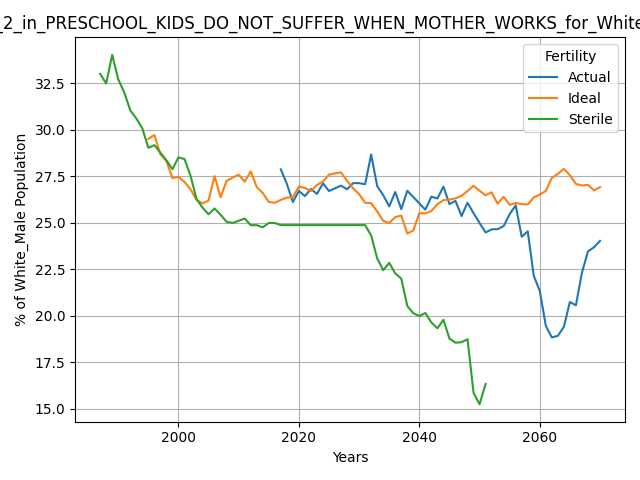 _2_in_PRESCHOOL_KIDS_DO_NOT_SUFFER_WHEN_MOTHER_WORKS_for_White
Fertility
Actual
Ideal
Sterile
% of White_Male Population
32.5
30.0
27.5
25.0
22.5
20.0
17.5
15.0
2000
2020
2040
2060
Years